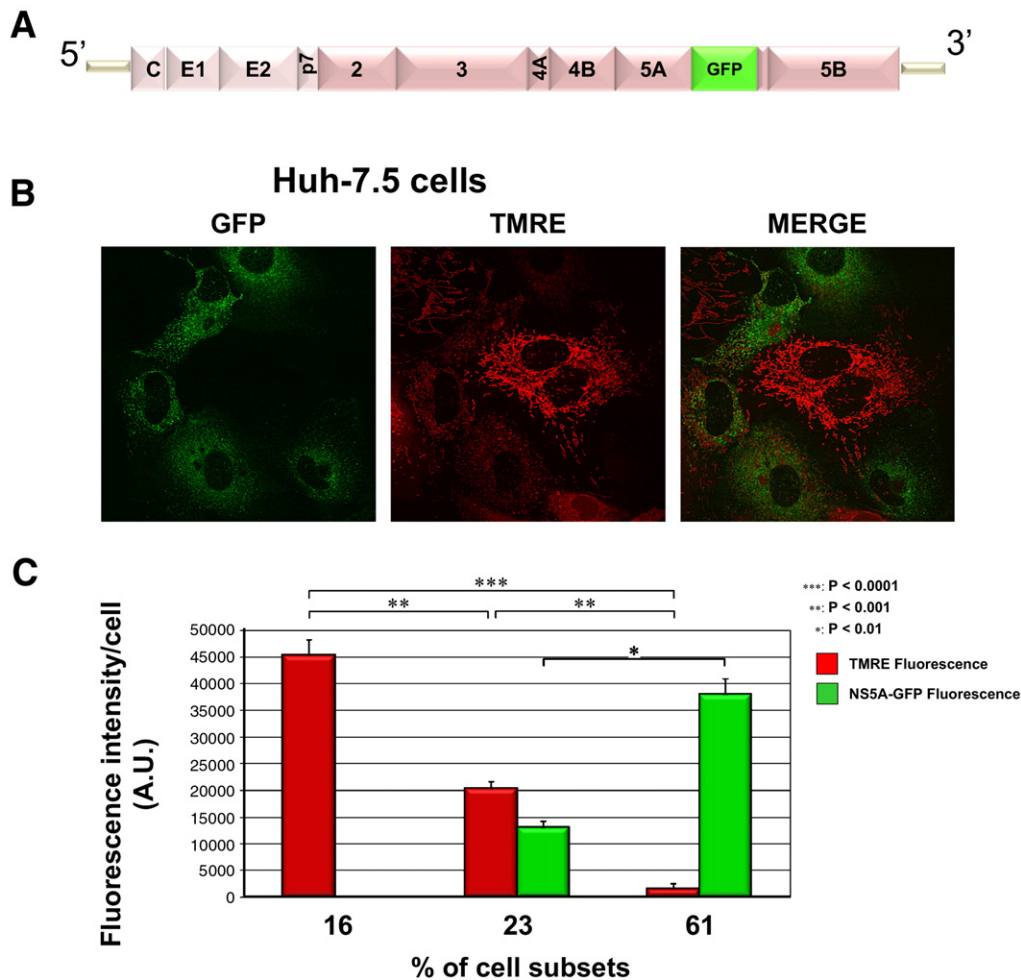 A
5’ C E1 E2 p7 2 3 4A 4B 5A GFP 5B 3’
B
Huh-7.5 cells
GFP TMRE MERGE
C
Fluorescence intensity/cell
(A.U.)
***
** **
*
50000
45000
40000
35000
30000
25000
20000
15000
10000
5000
0
16 23 61
% of cell subsets
***: P < 0.0001
**: P < 0.001
*: P < 0.01
TMRE Fluorescence
NS5A-GFP Fluorescence